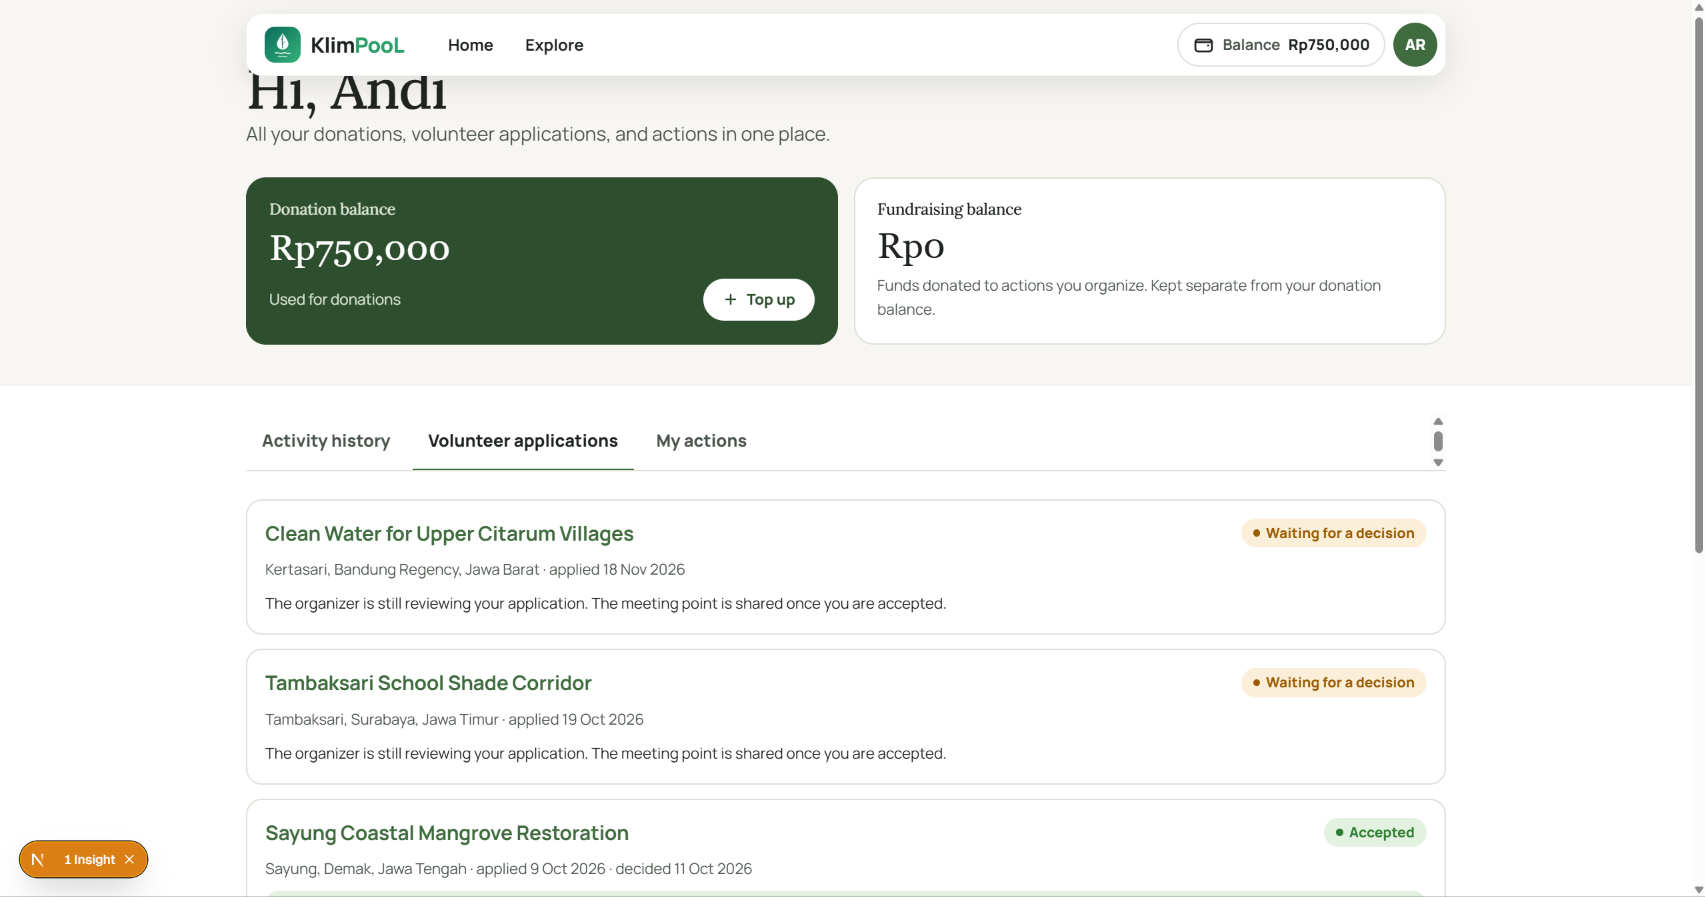 KlimPooL
Home
Explore
Balance Rp750,000
AR
Hi, Andi
All your donations, volunteer applications, and actions in one place.
Donation balance
Rp750,000
Used for donations
+ Top up
Fundraising balance
Rp0
Funds donated to actions you organize. Kept separate from your donation
balance.
Activity history
Volunteer applications
My actions
Clean Water for Upper Citarum Villages
Waiting for a decision
Kertasari, Bandung Regency, Jawa Barat · applied 18 Nov 2026
The organizer is still reviewing your application. The meeting point is shared once you are accepted.
Tambaksari School Shade Corridor
Waiting for a decision
Tambaksari, Surabaya, Jawa Timur · applied 19 Oct 2026
The organizer is still reviewing your application. The meeting point is shared once you are accepted.
Sayung Coastal Mangrove Restoration
Accepted
Sayung, Demak, Jawa Tengah · applied 9 Oct 2026 · decided 11 Oct 2026
N 1 Insight